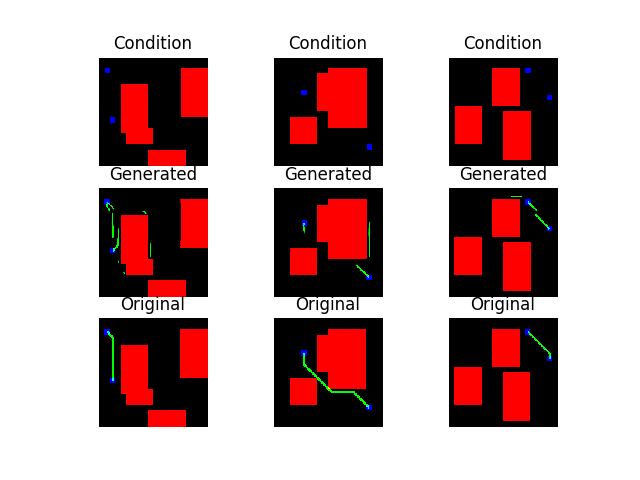 Condition Condition Condition
Generated Generated Generated
Original Original Original